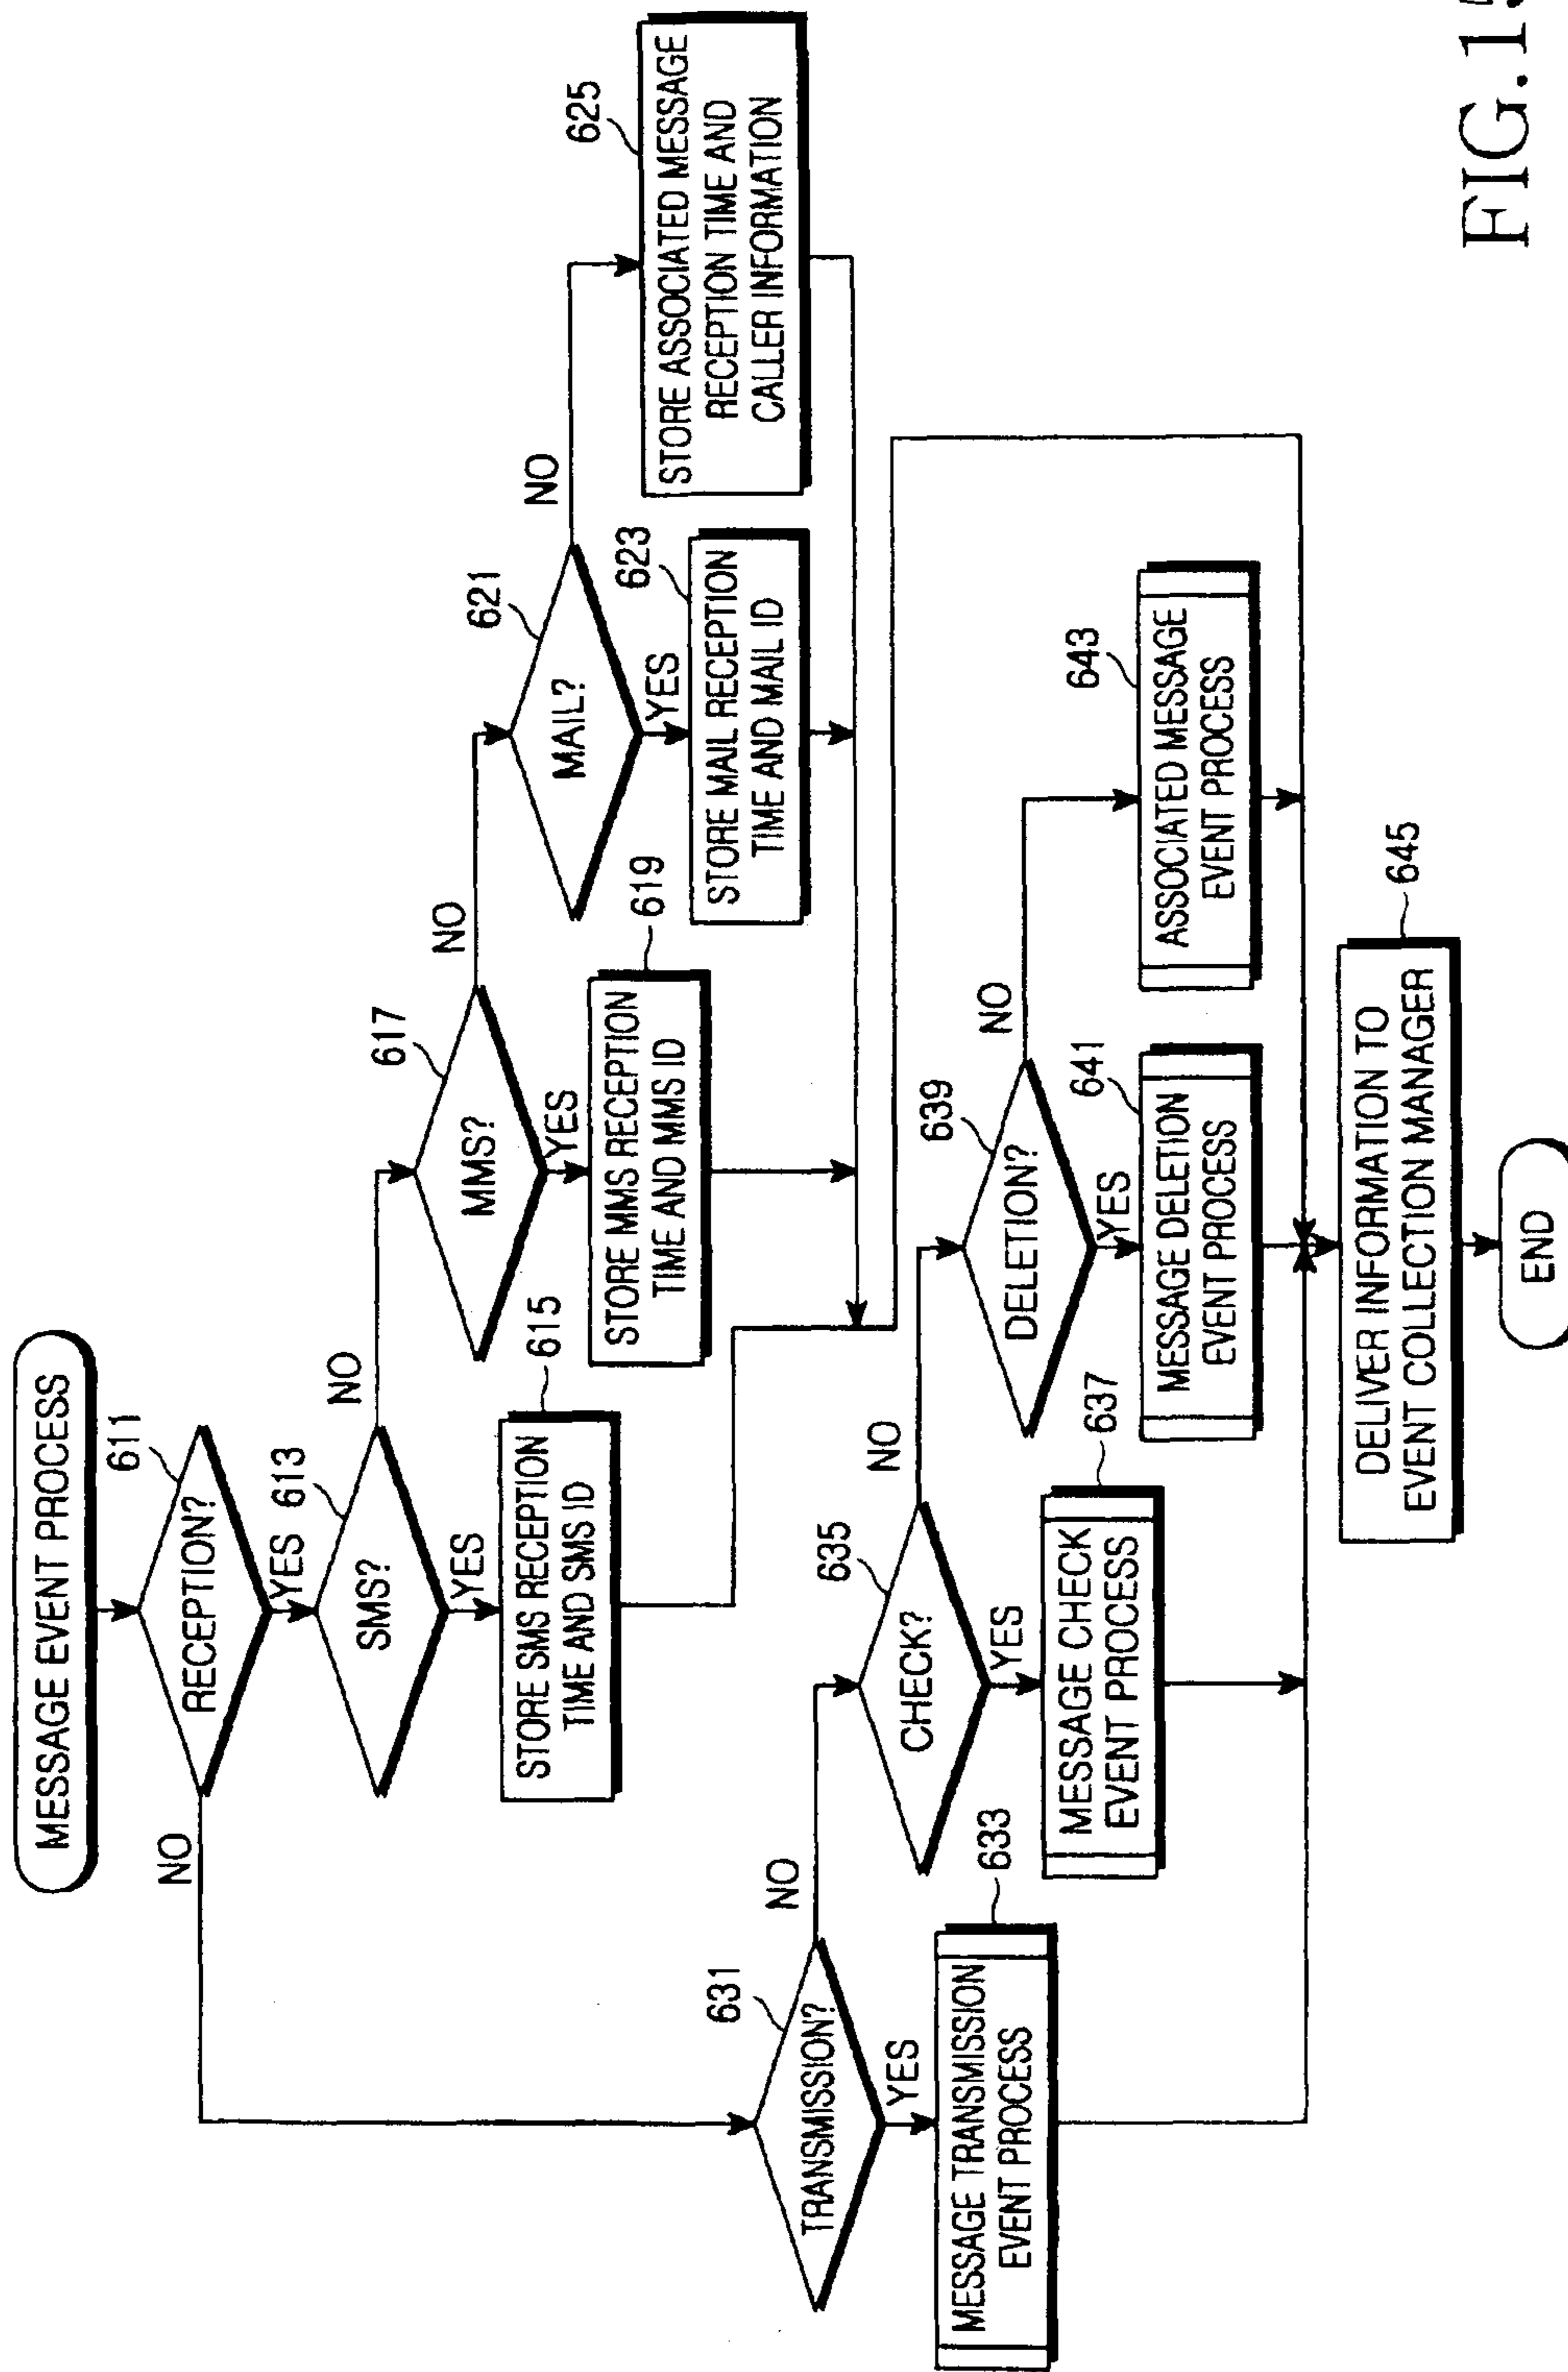 MESSAGE EVENT PROCESS
611
RECEPTION?
NO
YES
613
SMS?
NO
YES
615
STORE SMS RECEPTION
TIME AND SMS ID
617
MMS?
NO
YES
619
STORE MMS RECEPTION
TIME AND MMS ID
621
MAIL?
NO
YES
623
STORE MAIL RECEPTION
TIME AND MAIL ID
625
STORE ASSOCIATED MESSAGE
RECEPTION TIME AND
CALLER INFORMATION
631
TRANSMISSION?
NO
YES
633
MESSAGE TRANSMISSION
EVENT PROCESS
635
CHECK?
NO
YES
637
MESSAGE CHECK
EVENT PROCESS
639
DELETION?
NO
YES
641
MESSAGE DELETION
EVENT PROCESS
643
ASSOCIATED MESSAGE
EVENT PROCESS
645
DELIVER INFORMATION TO
EVENT COLLECTION MANAGER
END
FIG.1